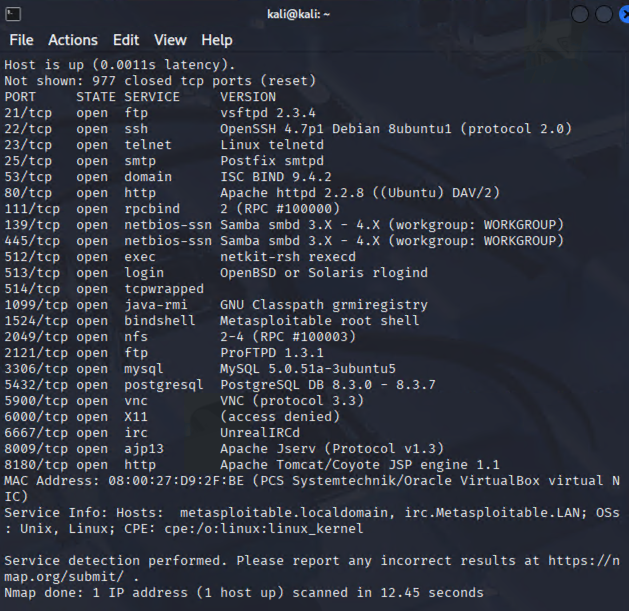 kali@kali: ~
File Actions Edit View Help
Host is up (0.0011s latency).
Not shown: 977 closed tcp ports (reset)
PORT     STATE SERVICE     VERSION
21/tcp   open  ftp         vsftpd 2.3.4
22/tcp   open  ssh         OpenSSH 4.7p1 Debian 8ubuntu1 (protocol 2.0)
23/tcp   open  telnet      Linux telnetd
25/tcp   open  smtp        Postfix smtpd
53/tcp   open  domain      ISC BIND 9.4.2
80/tcp   open  http        Apache httpd 2.2.8 ((Ubuntu) DAV/2)
111/tcp  open  rpcbind     2 (RPC #100000)
139/tcp  open  netbios-ssn Samba smbd 3.X - 4.X (workgroup: WORKGROUP)
445/tcp  open  netbios-ssn Samba smbd 3.X - 4.X (workgroup: WORKGROUP)
512/tcp  open  exec        netkit-rsh rexecd
513/tcp  open  login       OpenBSD or Solaris rlogind
514/tcp  open  tcpwrapped
1099/tcp open  java-rmi    GNU Classpath grmiregistry
1524/tcp open  bindshell   Metasploitable root shell
2049/tcp open  nfs         2-4 (RPC #100003)
2121/tcp open  ftp         ProFTPD 1.3.1
3306/tcp open  mysql       MySQL 5.0.51a-3ubuntu5
5432/tcp open  postgresql  PostgreSQL DB 8.3.0 - 8.3.7
5900/tcp open  vnc         VNC (protocol 3.3)
6000/tcp open  X11         (access denied)
6667/tcp open  irc         UnrealIRCd
8009/tcp open  ajp13       Apache Jserv (Protocol v1.3)
8180/tcp open  http        Apache Tomcat/Coyote JSP engine 1.1
MAC Address: 08:00:27:D9:2F:BE (PCS Systemtechnik/Oracle VirtualBox virtual N
IC)
Service Info: Hosts:  metasploitable.localdomain, irc.Metasploitable.LAN; OSs
: Unix, Linux; CPE: cpe:/o:linux:linux_kernel
Service detection performed. Please report any incorrect results at https://n
map.org/submit/ .
Nmap done: 1 IP address (1 host up) scanned in 12.45 seconds